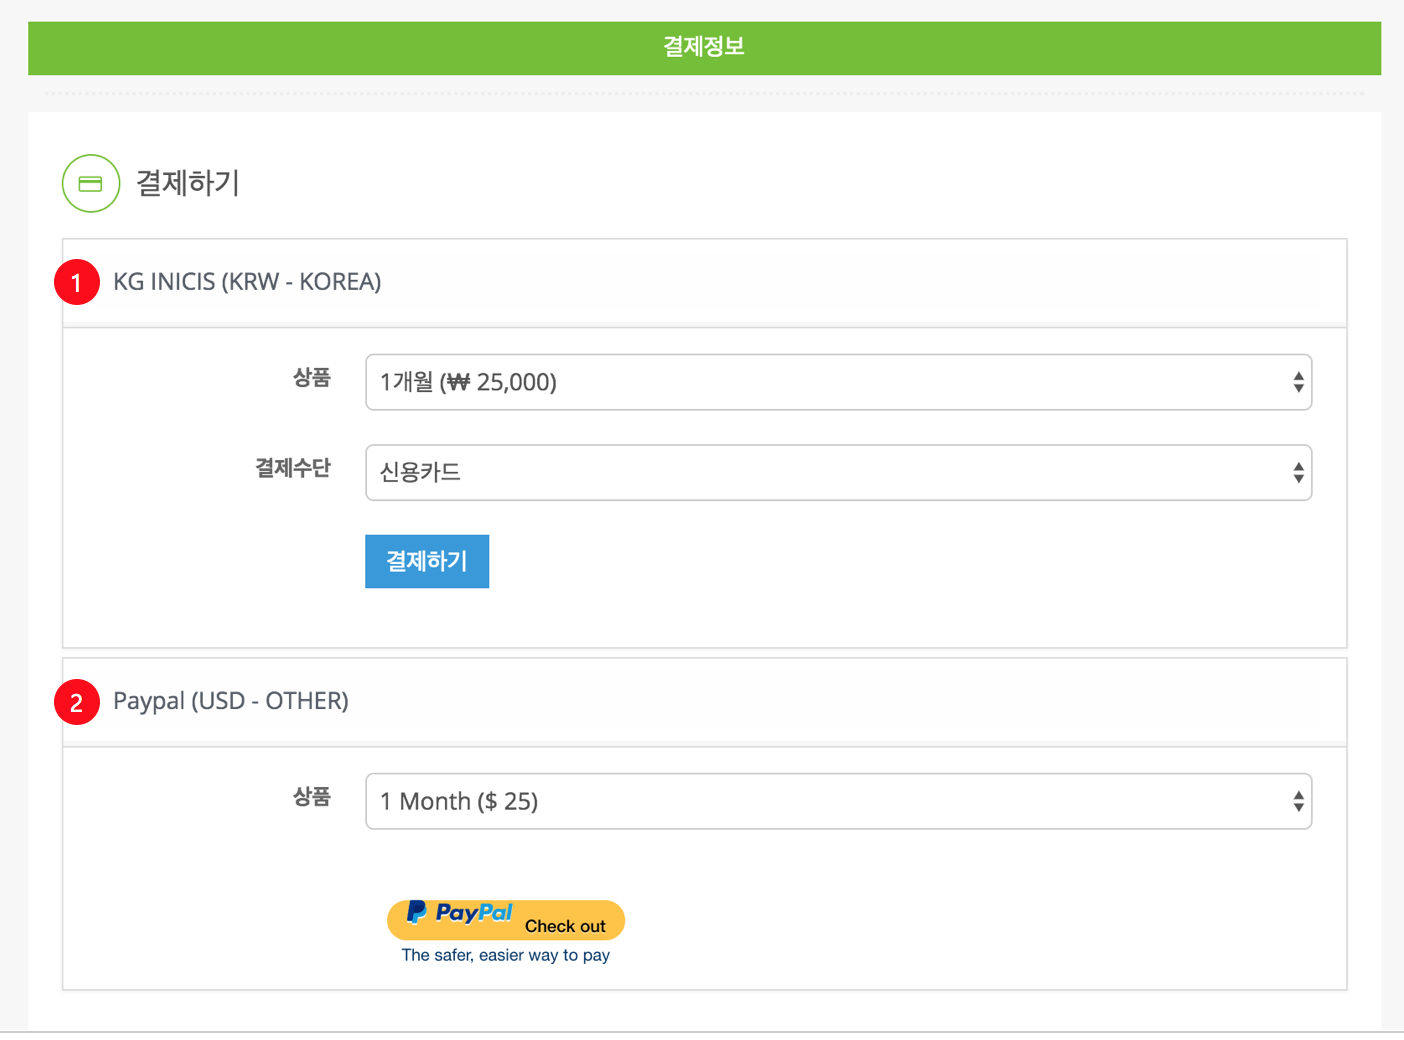 결제정보
결제하기
1 KG INICIS (KRW - KOREA)
상품 1개월 (₩ 25,000)
결제수단 신용카드
결제하기
2 Paypal (USD - OTHER)
상품 1 Month ($ 25)
PayPal Check out
The safer, easier way to pay